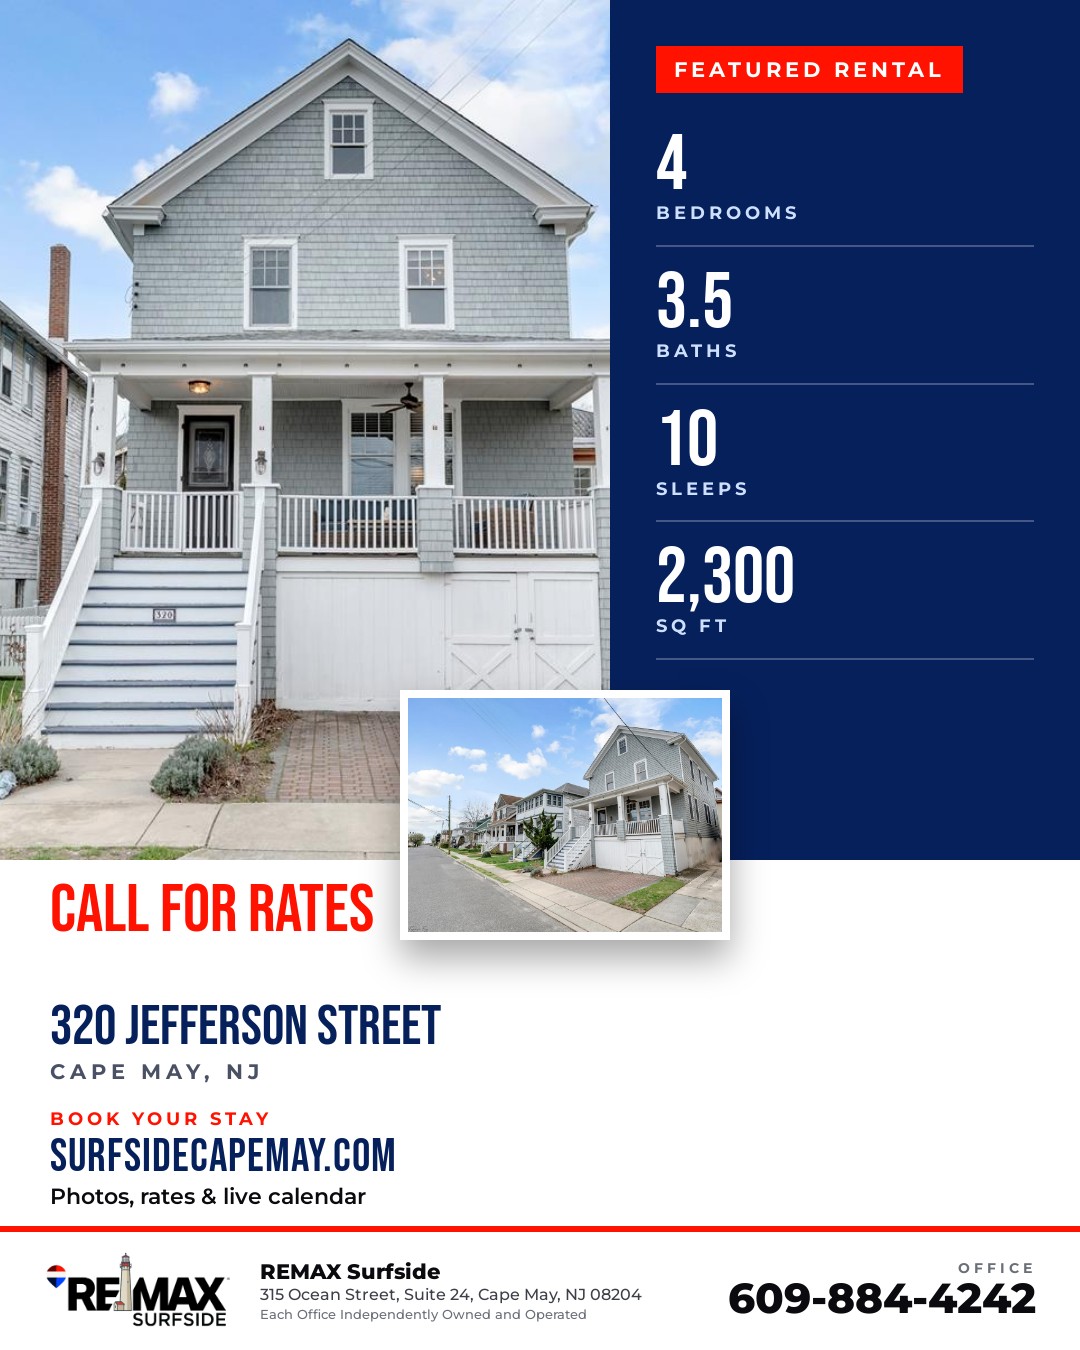 FEATURED RENTAL
4
BEDROOMS
3.5
BATHS
10
SLEEPS
2,300
SQ FT
320
CALL FOR RATES
320 JEFFERSON STREET
CAPE MAY, NJ
BOOK YOUR STAY
SURFSIDECAPEMAY.COM
Photos, rates & live calendar
RE/MAX
SURFSIDE
REMAX Surfside
315 Ocean Street, Suite 24, Cape May, NJ 08204
Each Office Independently Owned and Operated
OFFICE
609-884-4242